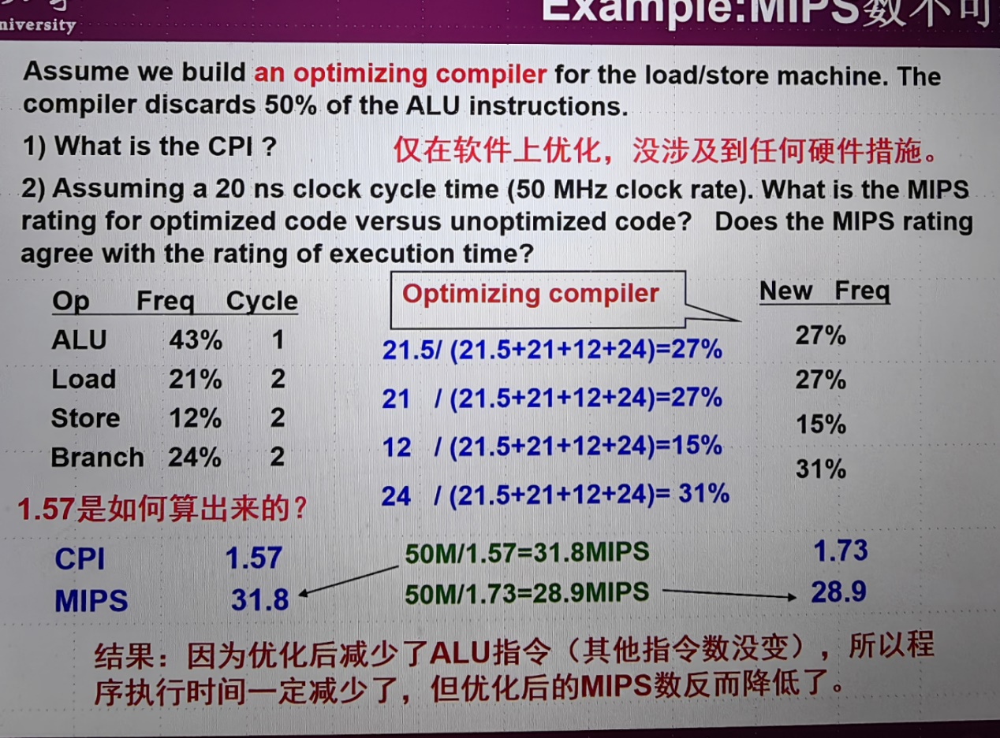 niversity
Example:MIPS数不可
Assume we build an optimizing compiler for the load/store machine. The
compiler discards 50% of the ALU instructions.
1) What is the CPI ?
仅在软件上优化，没涉及到任何硬件措施。
2) Assuming a 20 ns clock cycle time (50 MHz clock rate). What is the MIPS
rating for optimized code versus unoptimized code? Does the MIPS rating
agree with the rating of execution time?
Op Freq Cycle
Optimizing compiler
New Freq
ALU 43% 1
21.5/ (21.5+21+12+24)=27%
27%
Load 21% 2
21 / (21.5+21+12+24)=27%
27%
Store 12% 2
12 / (21.5+21+12+24)=15%
15%
Branch 24% 2
24 / (21.5+21+12+24)= 31%
31%
1.57是如何算出来的？
CPI 1.57
50M/1.57=31.8MIPS
1.73
MIPS 31.8
50M/1.73=28.9MIPS
28.9
结果：因为优化后减少了ALU指令（其他指令数没变），所以程
序执行时间一定减少了，但优化后的MIPS数反而降低了。